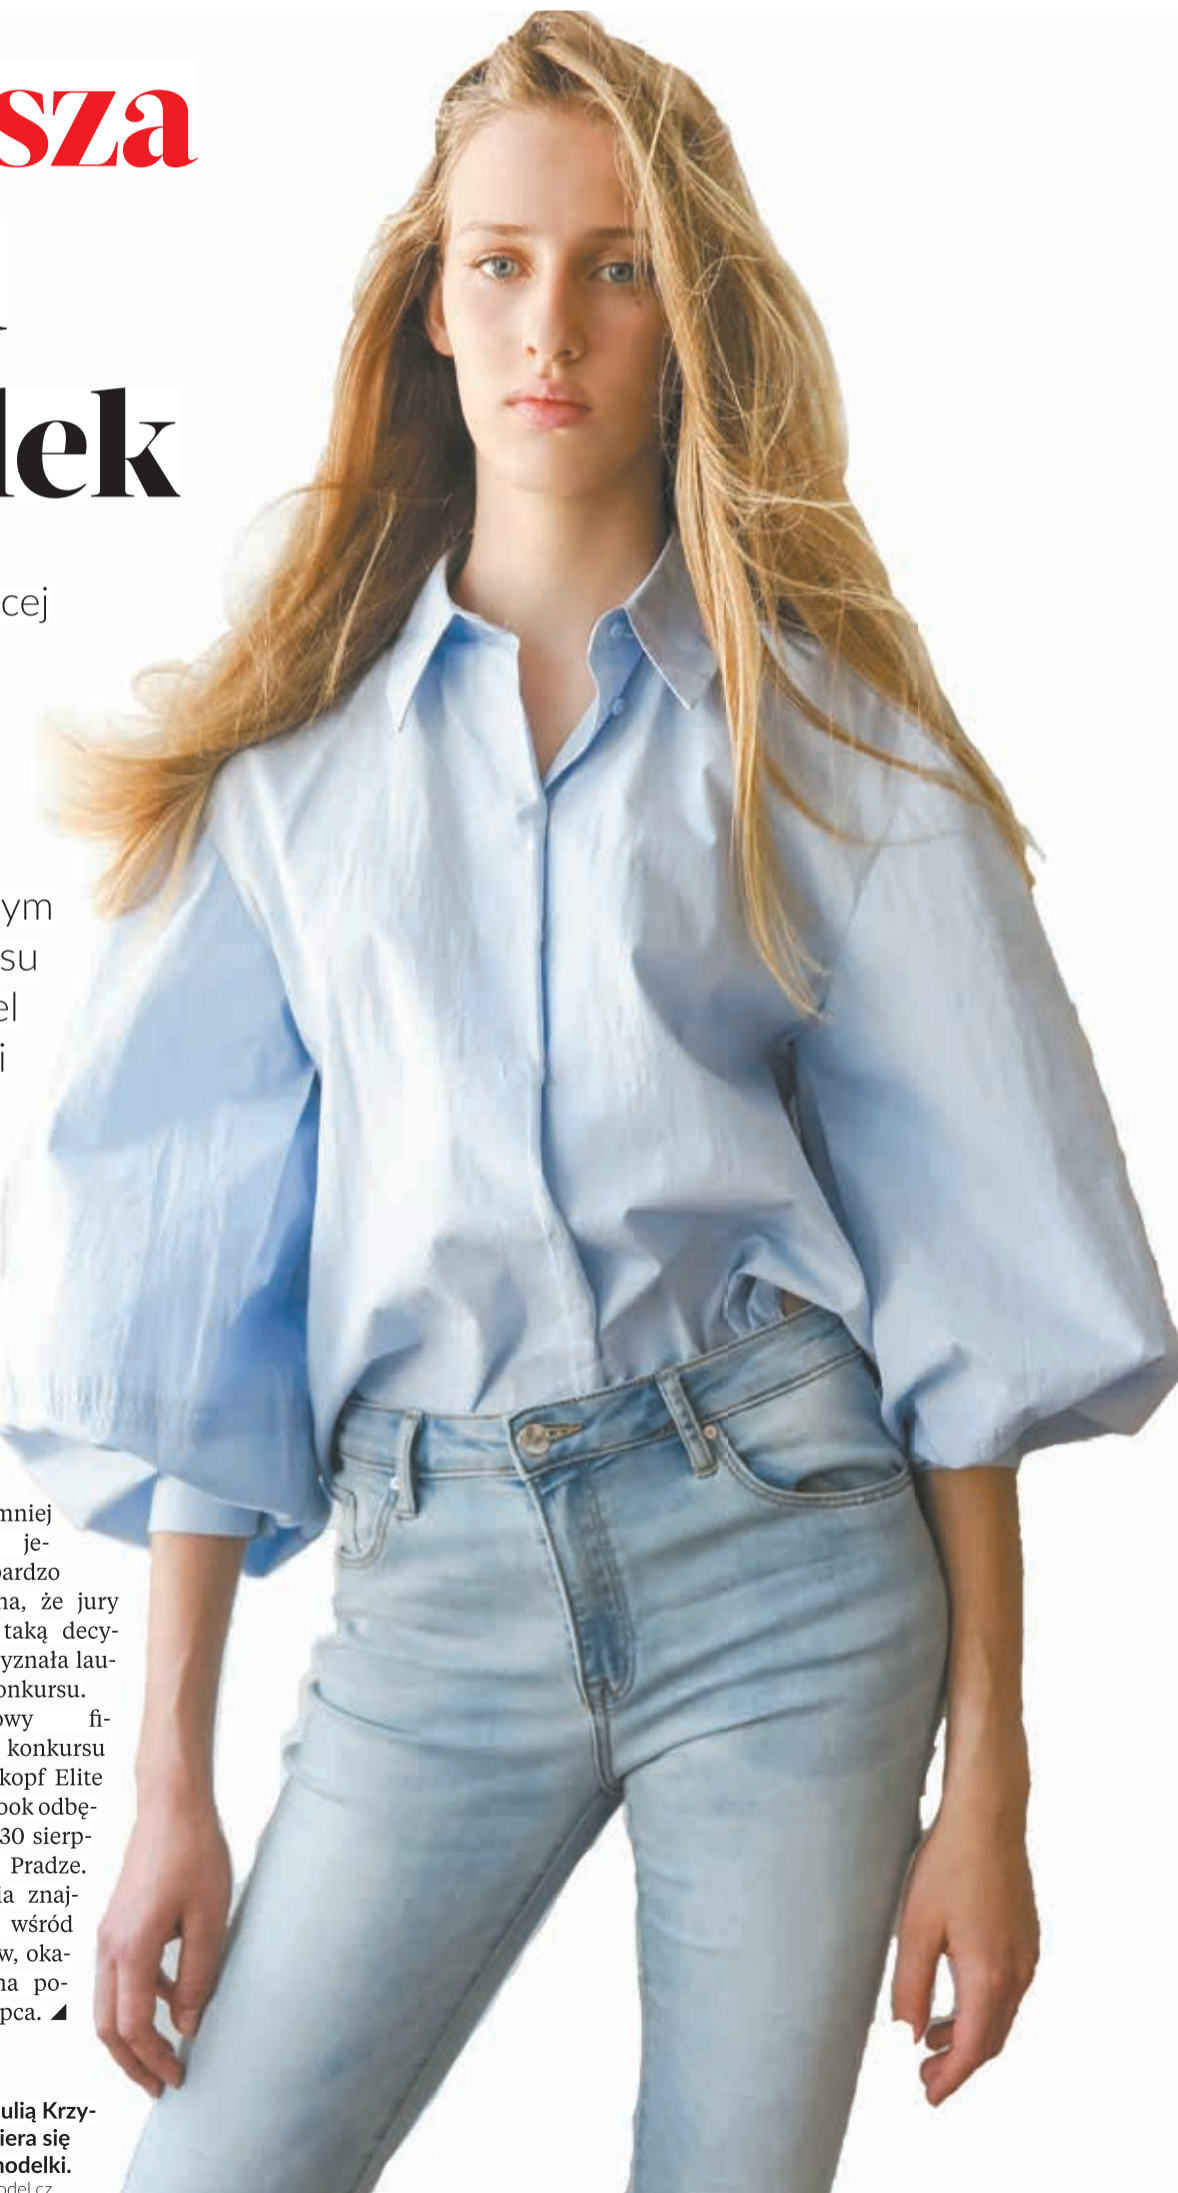 sza
lek
cej
ym
su
el
i
mniej
je-
bardzo
na, że jury
taką decy-
yznała lau-
onkursu.
owy fi-
konkursu
kopf Elite
ook odbę-
30 sierp-
Pradze.
ia znaj-
wśród
w, oka-
na po-
pca.
ulią Krzy-
iera się
modelki.
odel.cz